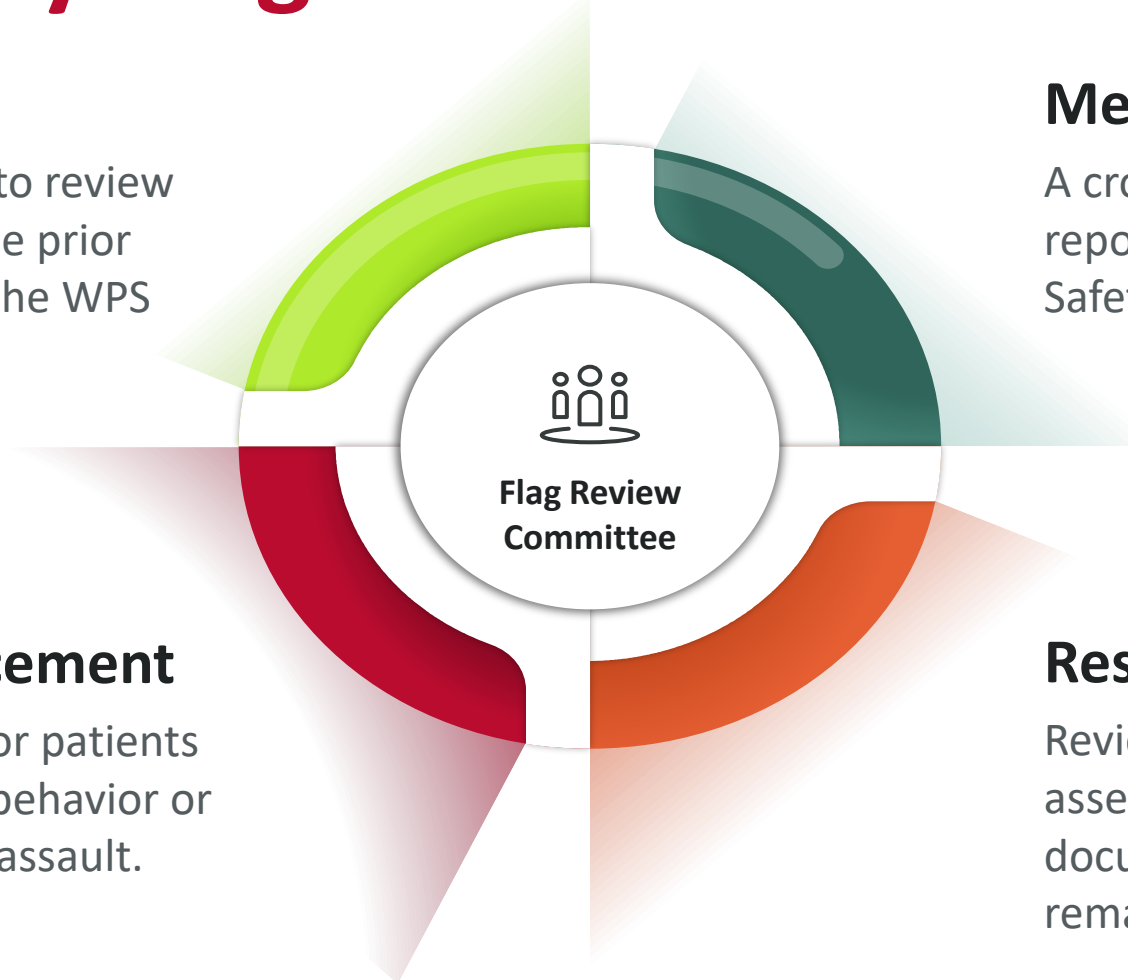 to review
e prior
he WPS
Me
A cro
repo
Safe
Flag Review
Committee
cement
or patients
behavior or
assault.
Res
Revi
asse
docu
rema